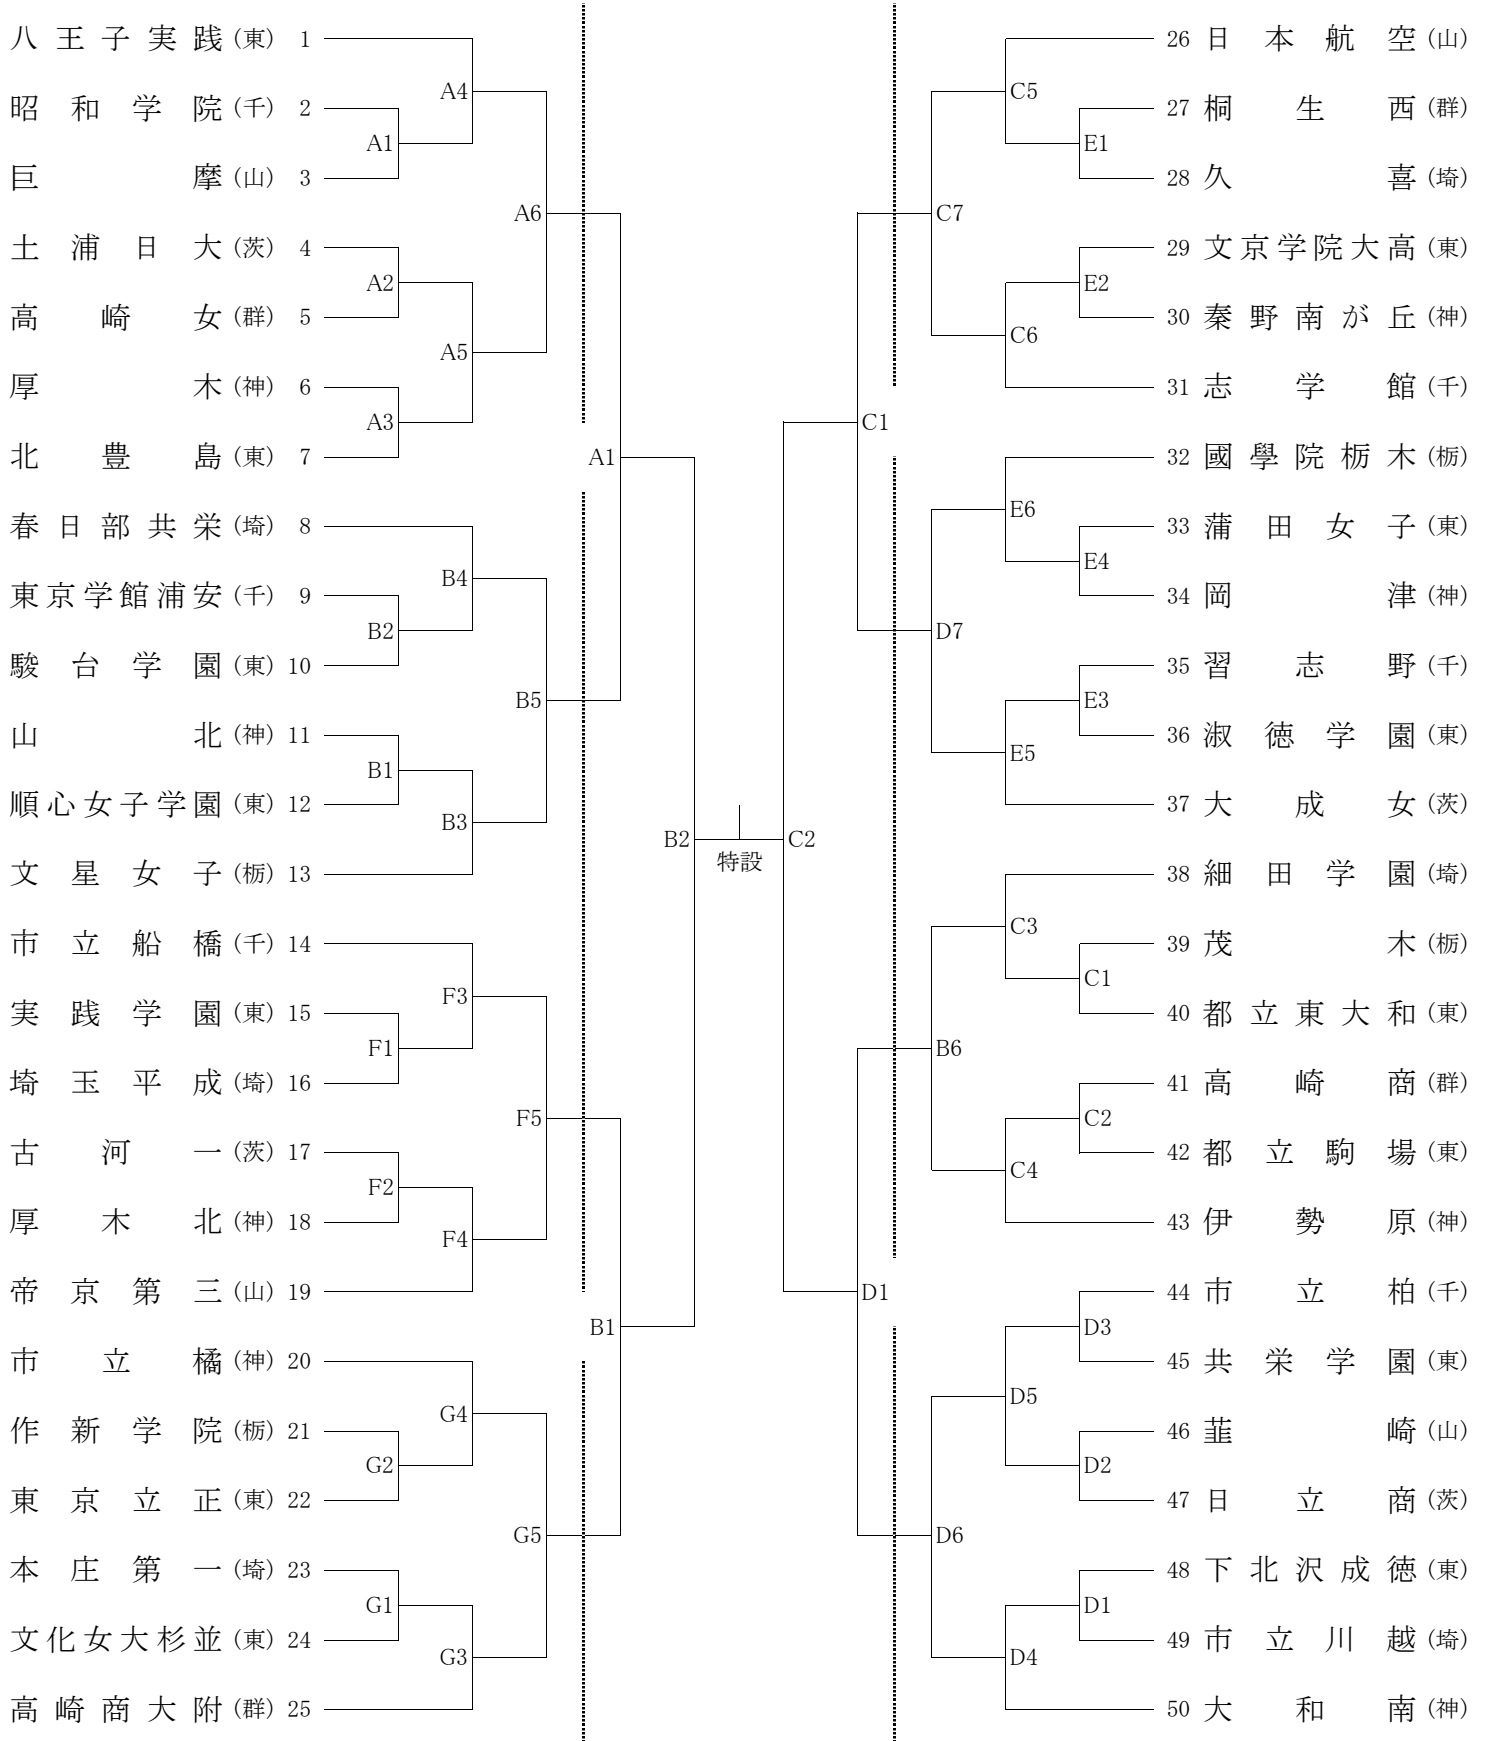 八王子実践 (東) 1
昭和学院 (千) 2
巨摩 (山) 3
土浦日大 (茨) 4
高崎女 (群) 5
厚木 (神) 6
北豊島 (東) 7
春日部共栄 (埼) 8
東京学館浦安 (千) 9
駿台学園 (東) 10
山北 (神) 11
順心女子学園 (東) 12
文星女子 (栃) 13
市立船橋 (千) 14
実践学園 (東) 15
埼玉平成 (埼) 16
古河一 (茨) 17
厚木北 (神) 18
帝京第三 (山) 19
市立橘 (神) 20
作新学院 (栃) 21
東京立正 (東) 22
本庄第一 (埼) 23
文化女大杉並 (東) 24
高崎商大附 (群) 25
A4
A1
A6
A2
A5
A3
A1
B4
B2
B5
B1
B3
B2
F3
F1
F5
F2
F4
B1
G4
G2
G5
G1
G3
特設
C5
E1
C7
E2
C6
C1
E6
E4
D7
E3
E5
C2
C3
C1
B6
C2
C4
D1
D3
D5
D2
D6
D1
D4
26 日本航空 (山)
27 桐生西 (群)
28 久喜 (埼)
29 文京学院大高 (東)
30 秦野南が丘 (神)
31 志学館 (千)
32 國學院栃木 (栃)
33 蒲田女子 (東)
34 岡津 (神)
35 習志野 (千)
36 淑徳学園 (東)
37 大成女 (茨)
38 細田学園 (埼)
39 茂木 (栃)
40 都立東大和 (東)
41 高崎商 (群)
42 都立駒場 (東)
43 伊勢原 (神)
44 市立柏 (千)
45 共栄学園 (東)
46 韮崎 (山)
47 日立商 (茨)
48 下北沢成徳 (東)
49 市立川越 (埼)
50 大和南 (神)